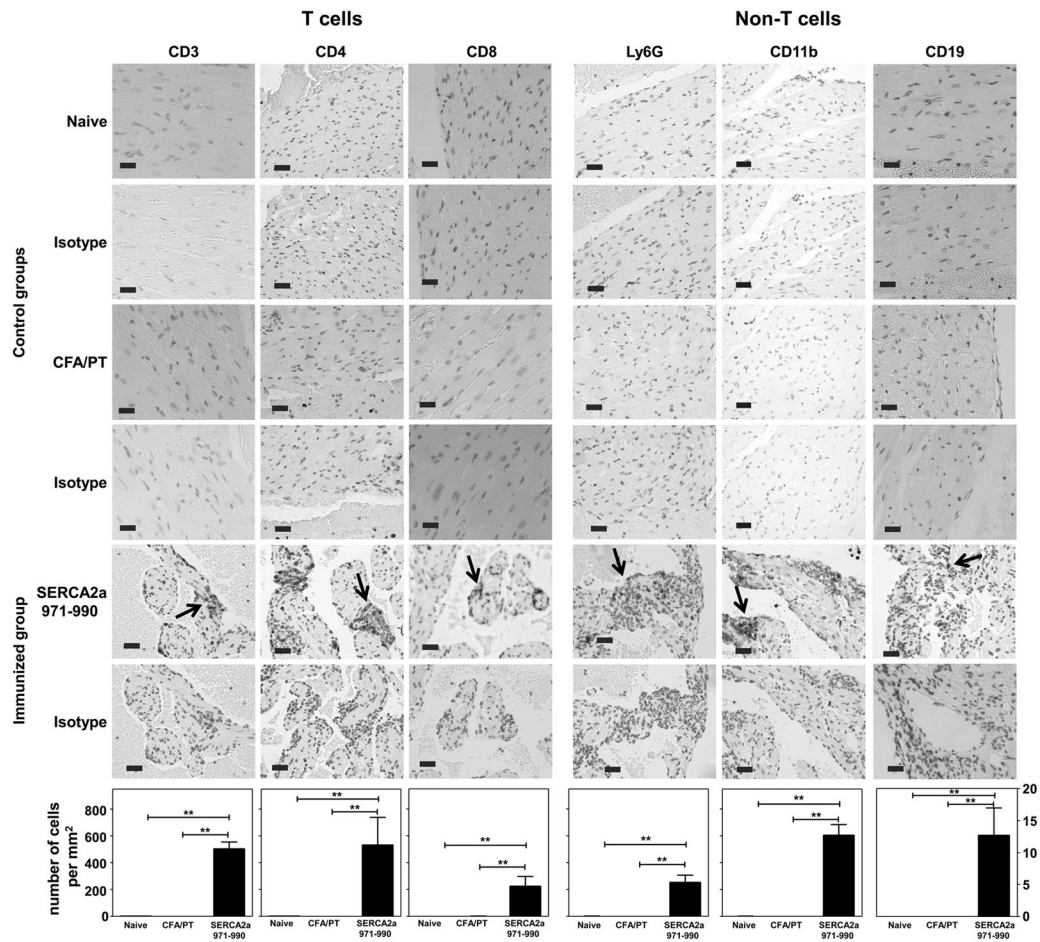 T cells Non-T cells
CD3 CD4 CD8 Ly6G CD11b CD19
Control groups
Naive
Isotype
CFA/PT
Isotype
Immunized group
SERCA2a
971-990
Isotype
number of cells
per mm²
800
600
400
200
0
** ** ** ** ** ** ** ** ** ** ** **
20
15
10
5
0
Naive CFA/PT SERCA2a Naive CFA/PT SERCA2a Naive CFA/PT SERCA2a Naive CFA/PT SERCA2a Naive CFA/PT SERCA2a Naive CFA/PT SERCA2a
971-990 971-990 971-990 971-990 971-990 971-990